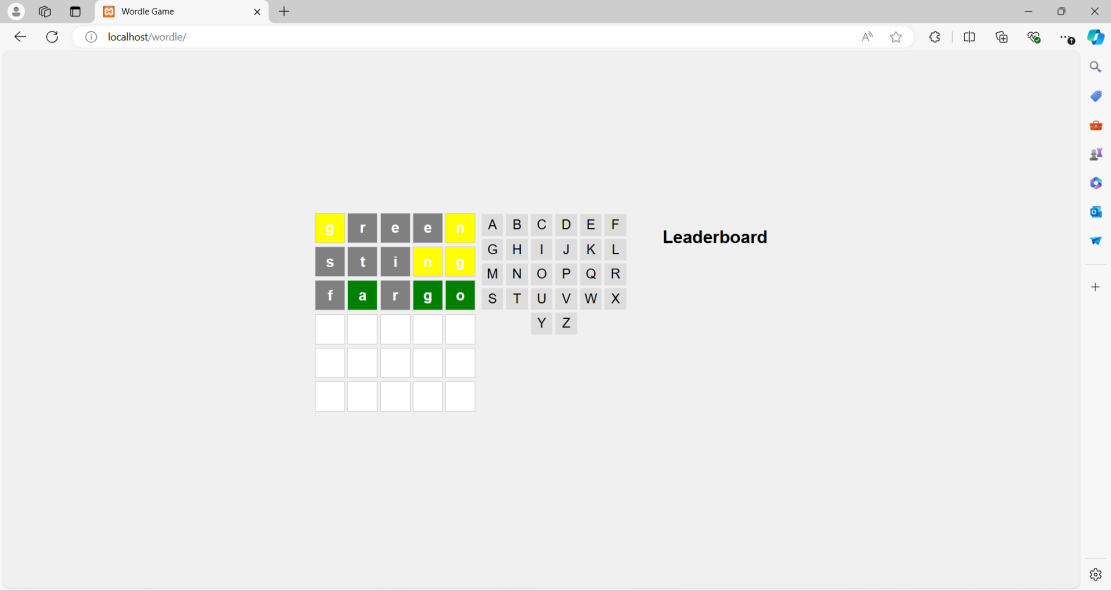 Wordle Game
localhost/wordle/
g r e e n
s t i n g
f a r g o
A B C D E F
G H I J K L
M N O P Q R
S T U V W X
Y Z
Leaderboard